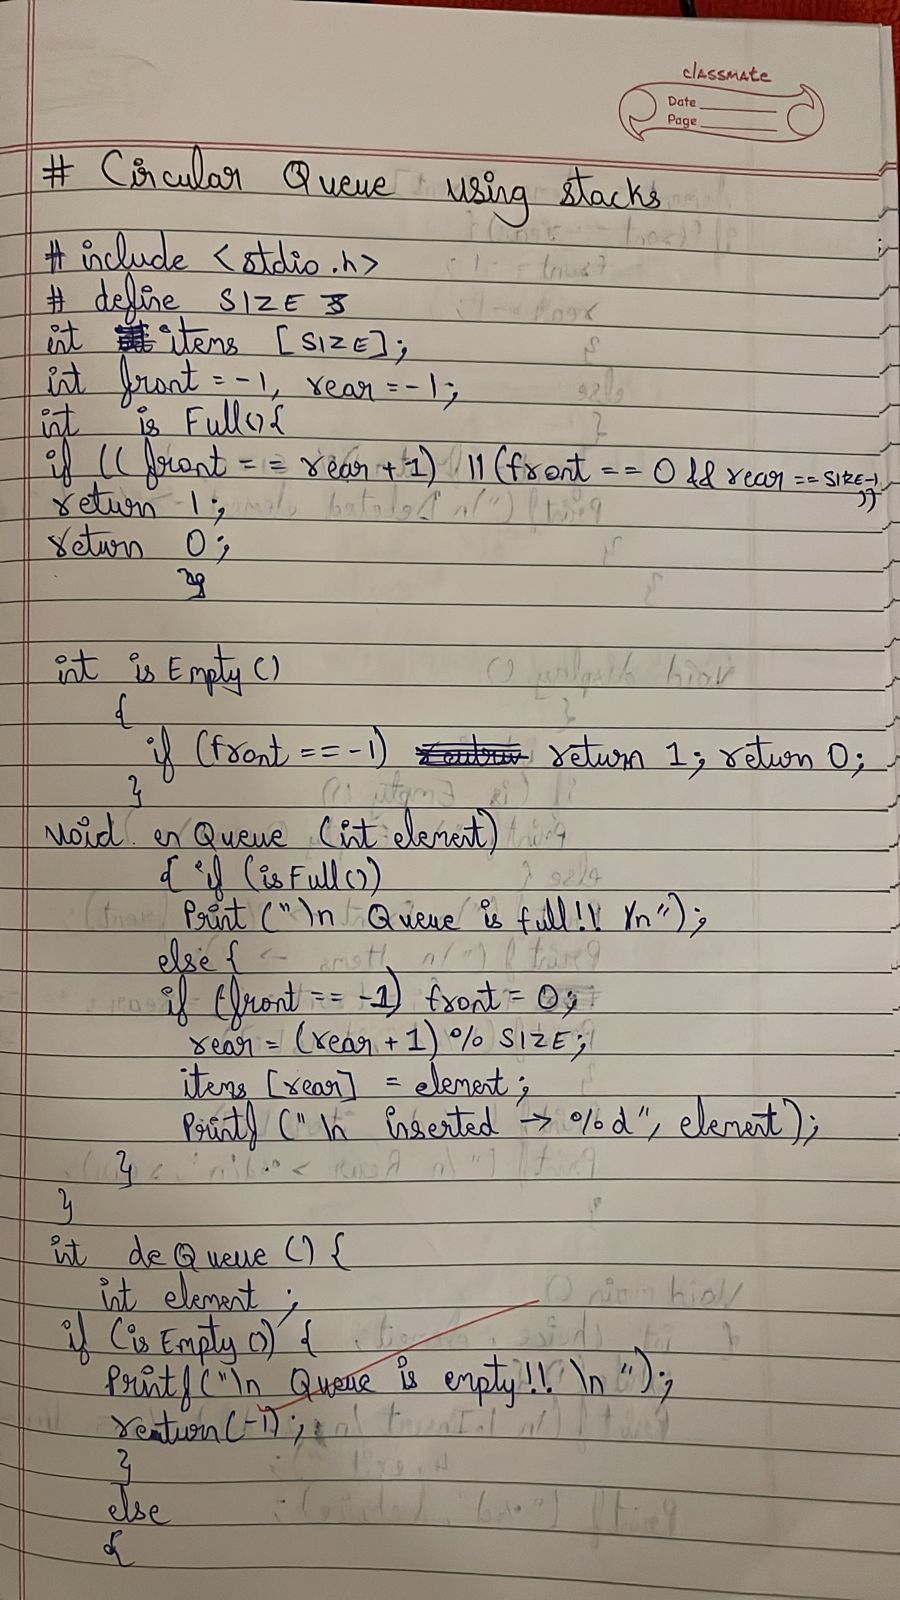 classmate
Date
Page
# Circular Queue using stacks
# include <stdio.h>
# define SIZE 5
int items [SIZE];
int front = -1, rear = -1;
int is Full(){
if (( front == rear + 1) || (front == 0 && rear == SIZE-1))
return 1;
return 0;
}
int is Empty ()
{
if (front == -1) return 1; return 0;
}
void en Queue (int element)
{ if (is Full ())
Print ("\n Queue is full!! \n");
else {
if (front == -1) front = 0;
rear = (rear + 1) % SIZE;
items [rear] = element;
Printf ("\n inserted → %d", element);
}
}
int de Queue () {
int element ;
if (is Empty ()) {
Printf ("\n Queue is empty!! \n ");
return (-1);
}
else
{